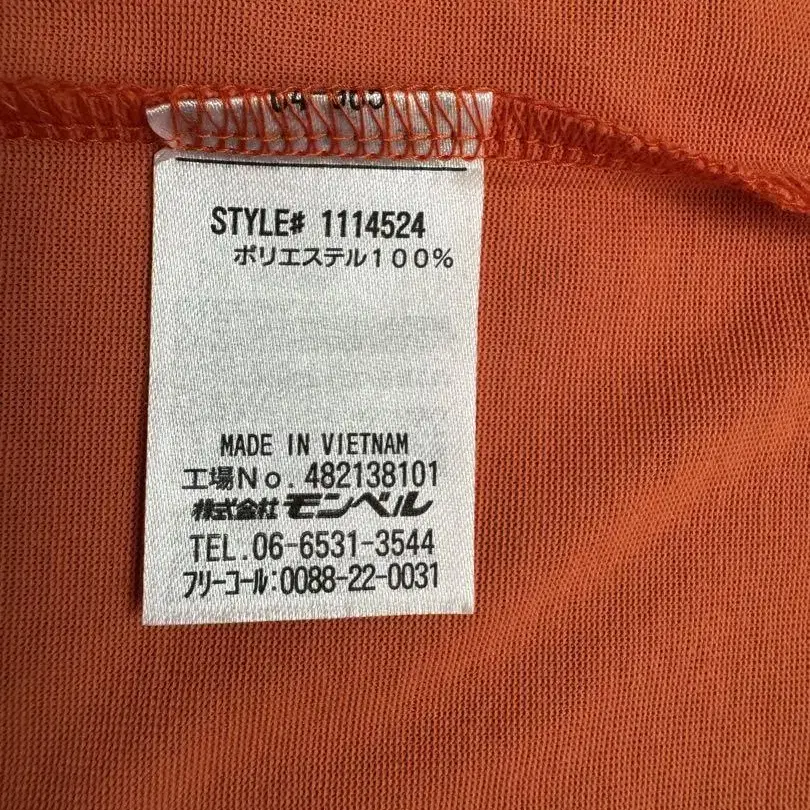 STYLE# 1114524
ポリエステル100%
MADE IN VIETNAM
工場No. 482138101
株式会社 モンベル
TEL.06-6531-3544
フリーコール:0088-22-0031